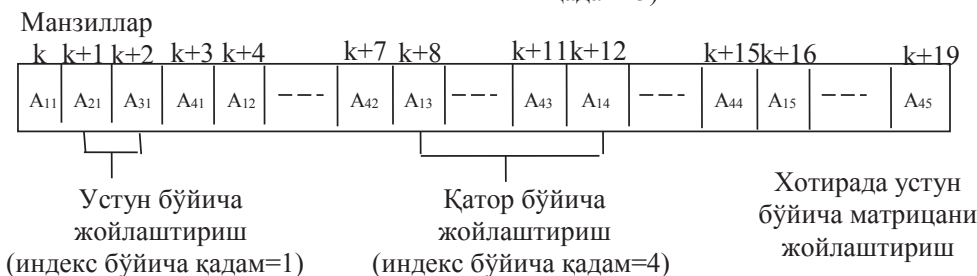 Манзиллар
k k+1 k+2 k+3 k+4 k+7 k+8 k+11 k+12 k+15 k+16 k+19
A11 A21 A31 A41 A12 --- A42 A13 --- A43 A14 --- A44 A15 --- A45
Устун бўйича
жойлаштириш
(индекс бўйича қадам=1)
Қатор бўйича
жойлаштириш
(индекс бўйича қадам=4)
Хотирада устун
бўйича матрицани
жойлаштириш